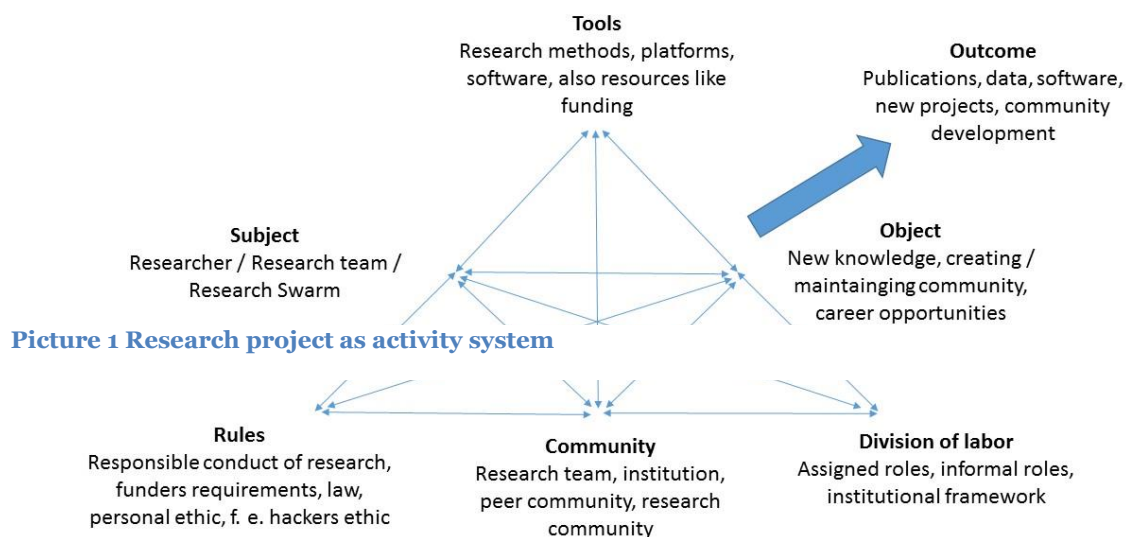 Tools
Research methods, platforms,
software, also resources like
funding
Outcome
Publications, data, software,
new projects, community
development
Subject
Researcher / Research team /
Research Swarm
Object
New knowledge, creating /
maintainging community,
career opportunities
Picture 1 Research project as activity system
Rules
Responsible conduct of research,
funders requirements, law,
personal ethic, f. e. hackers ethic
Community
Research team, institution,
peer community, research
community
Division of labor
Assigned roles, informal roles,
institutional framework